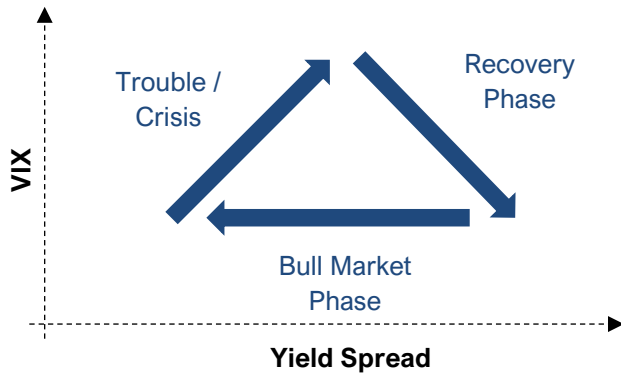 Trouble /
Crisis
Recovery
Phase
VIX
Bull Market
Phase
Yield Spread